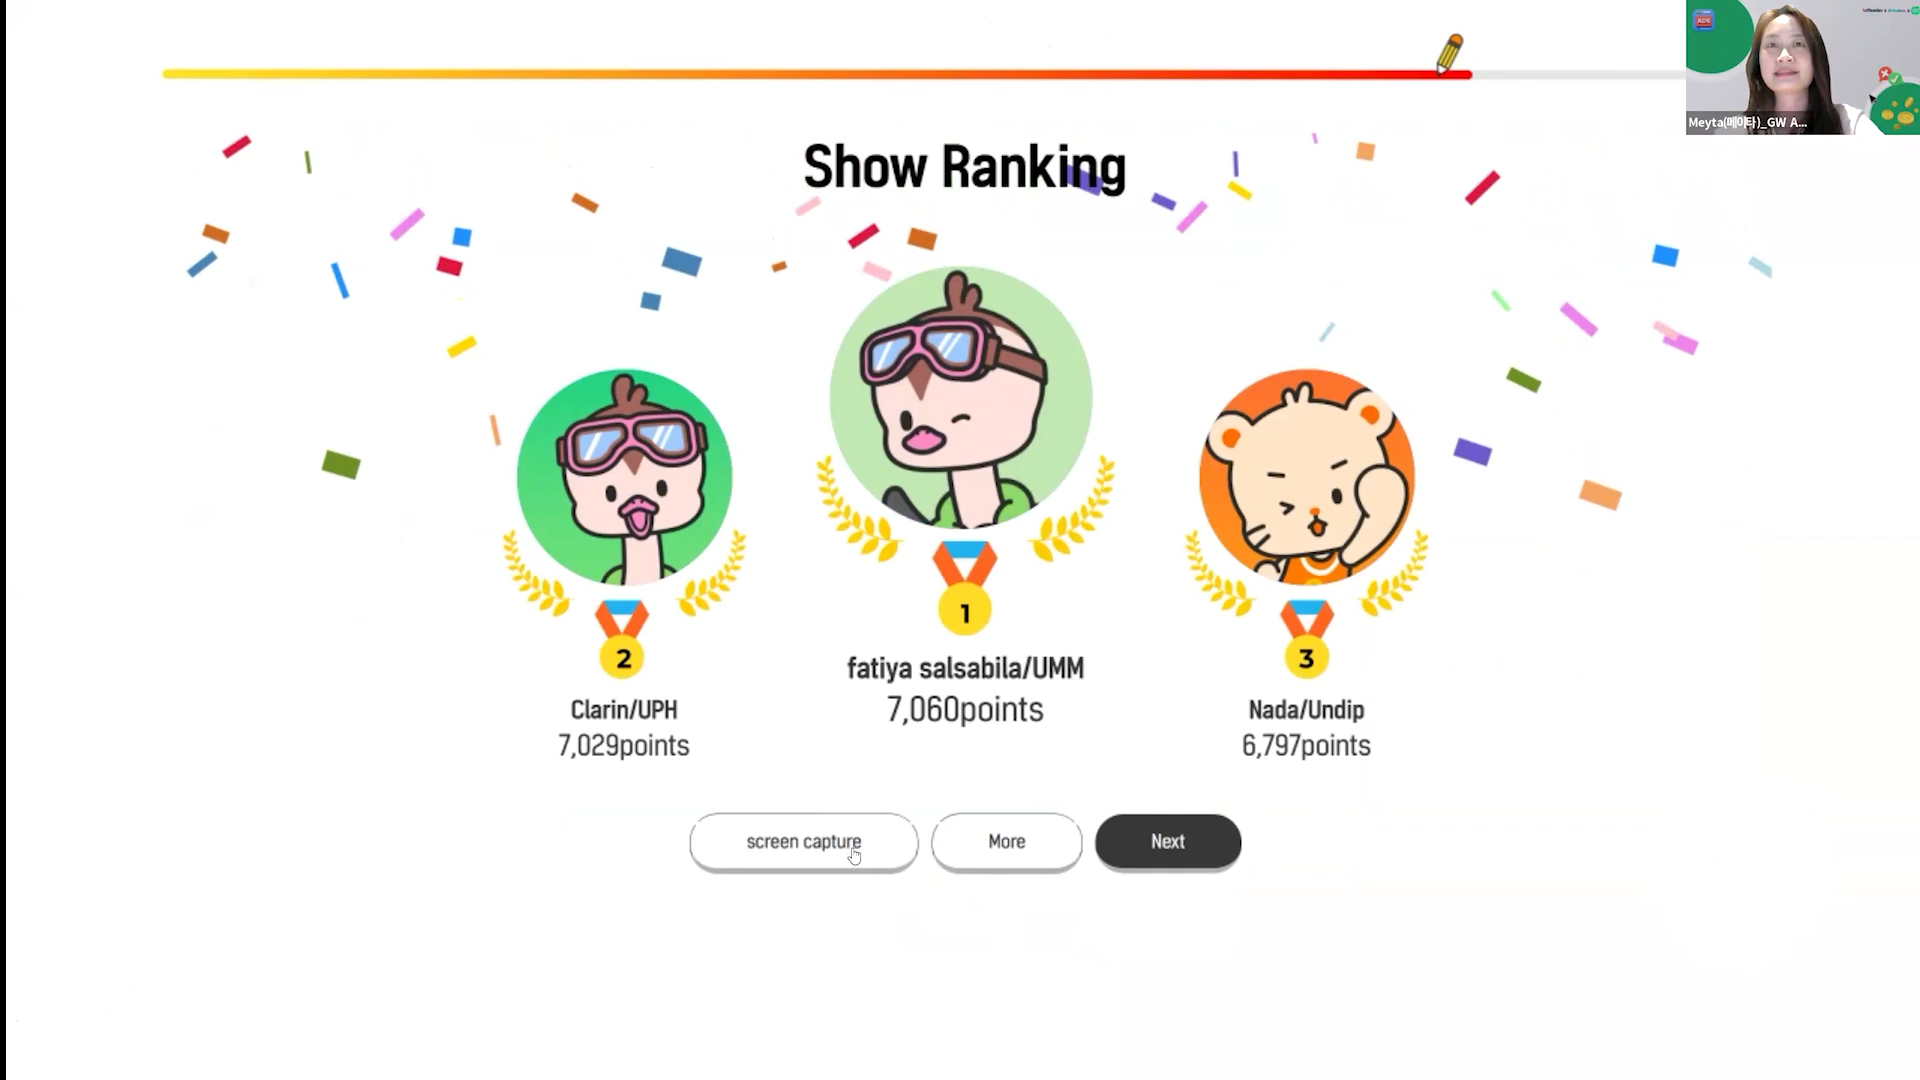 ADS
Meyta(메이타)_GW A...
Show Ranking
1
2
3
fatiya salsabila/UMM
7,060points
Clarin/UPH
7,029points
Nada/Undip
6,797points
screen capture
More
Next